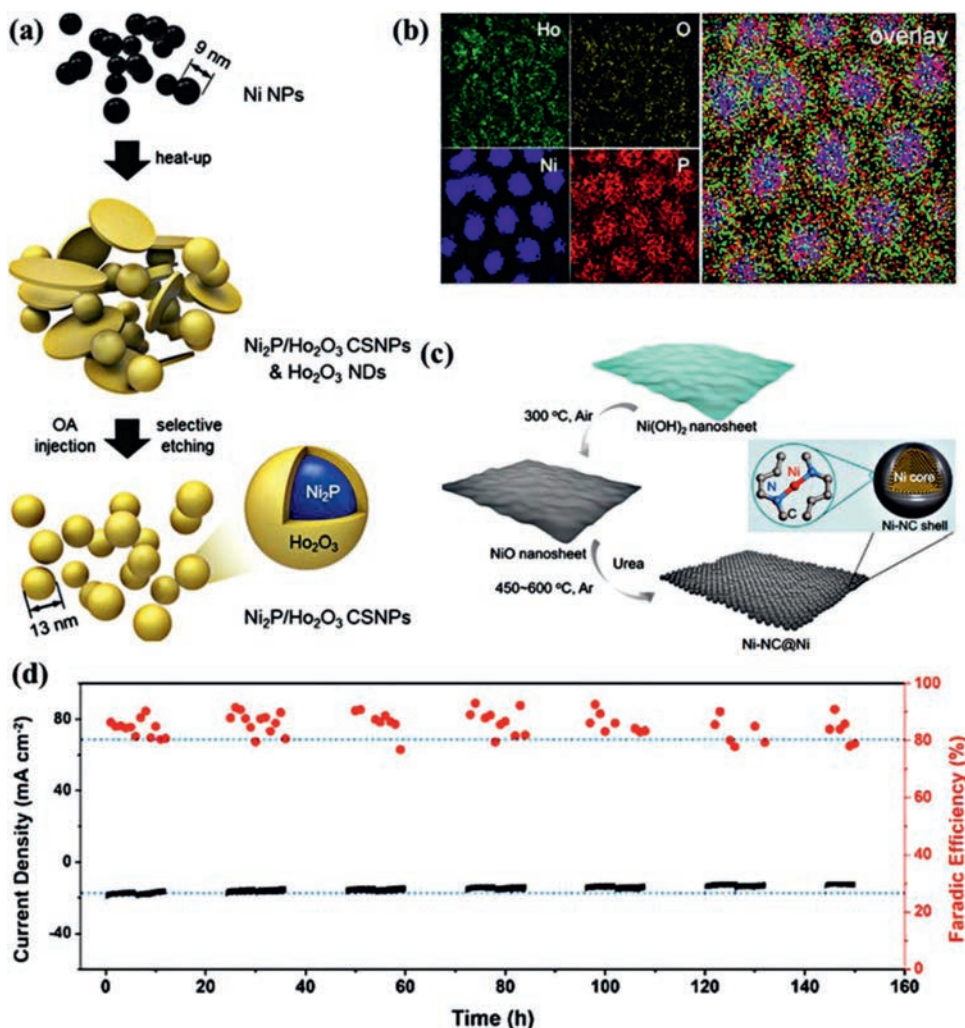 (a)
9 nm
Ni NPs
heat-up
Ni₂P/Ho₂O₃ CSNPs
& Ho₂O₃ NDs
OA
injection
selective
etching
Ni₂P
Ho₂O₃
13 nm
Ni₂P/Ho₂O₃ CSNPs
(b)
Ho
O
overlay
Ni
P
(c)
300 ºC, Air
Ni(OH)₂ nanosheet
NiO nanosheet
Urea
450~600 ºC, Ar
Ni
N
C
Ni core
Ni-NC shell
Ni-NC@Ni
(d)
Current Density (mA cm⁻²)
80
40
0
-40
0
20
40
60
80
100
120
140
160
Time (h)
100
80
60
40
20
0
Faradic Efficiency (%)